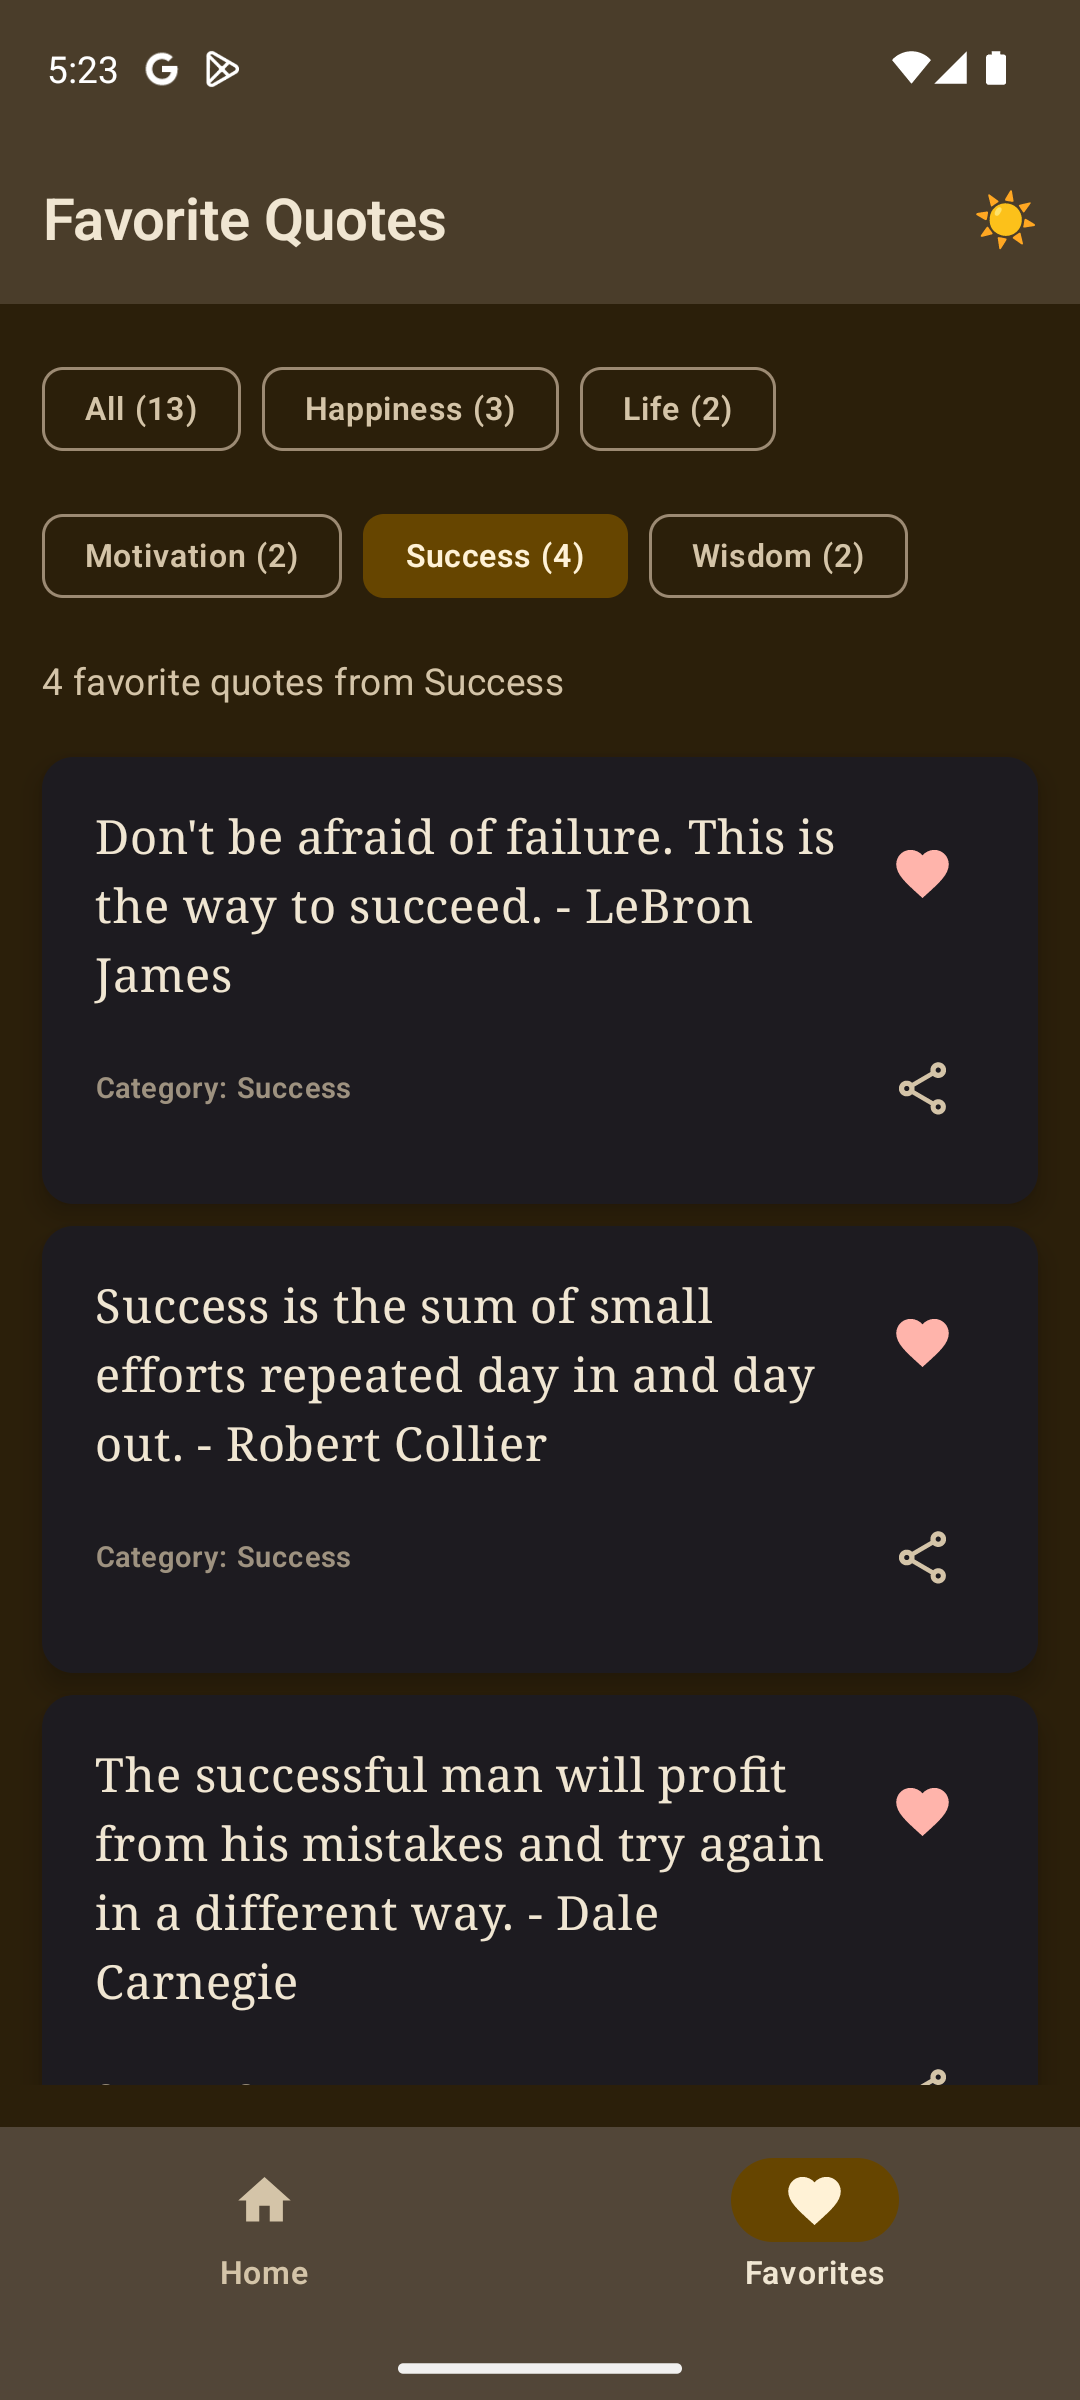 5:23
Favorite Quotes
All (13)
Happiness (3)
Life (2)
Motivation (2)
Success (4)
Wisdom (2)
4 favorite quotes from Success
Don't be afraid of failure. This is
the way to succeed. - LeBron
James
Category: Success
Success is the sum of small
efforts repeated day in and day
out. - Robert Collier
Category: Success
The successful man will profit
from his mistakes and try again
in a different way. - Dale
Carnegie
Home
Favorites